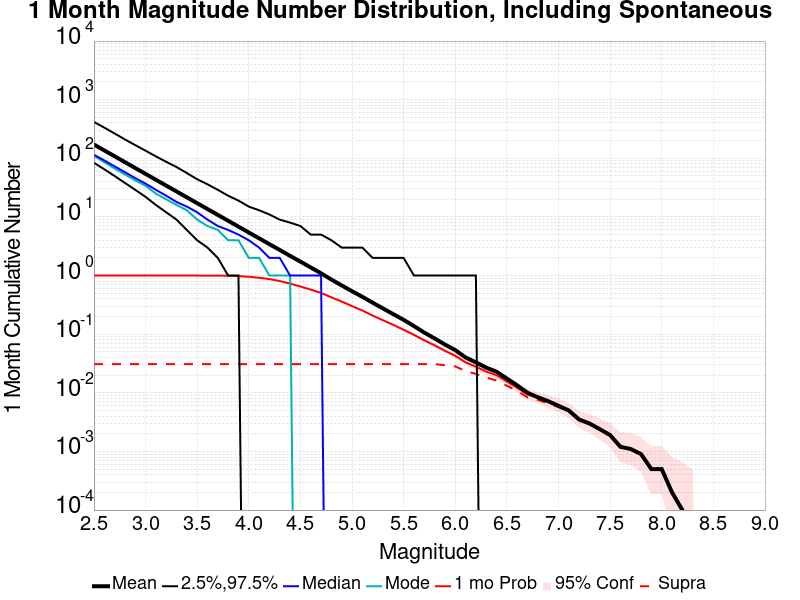 1 Month Magnitude Number Distribution, Including Spontaneous
10^4
10^3
10^2
10^1
10^0
10^-1
10^-2
10^-3
10^-4
1 Month Cumulative Number
2.5 3.0 3.5 4.0 4.5 5.0 5.5 6.0 6.5 7.0 7.5 8.0 8.5 9.0
Magnitude
Mean 2.5%,97.5% Median Mode 1 mo Prob 95% Conf Supra